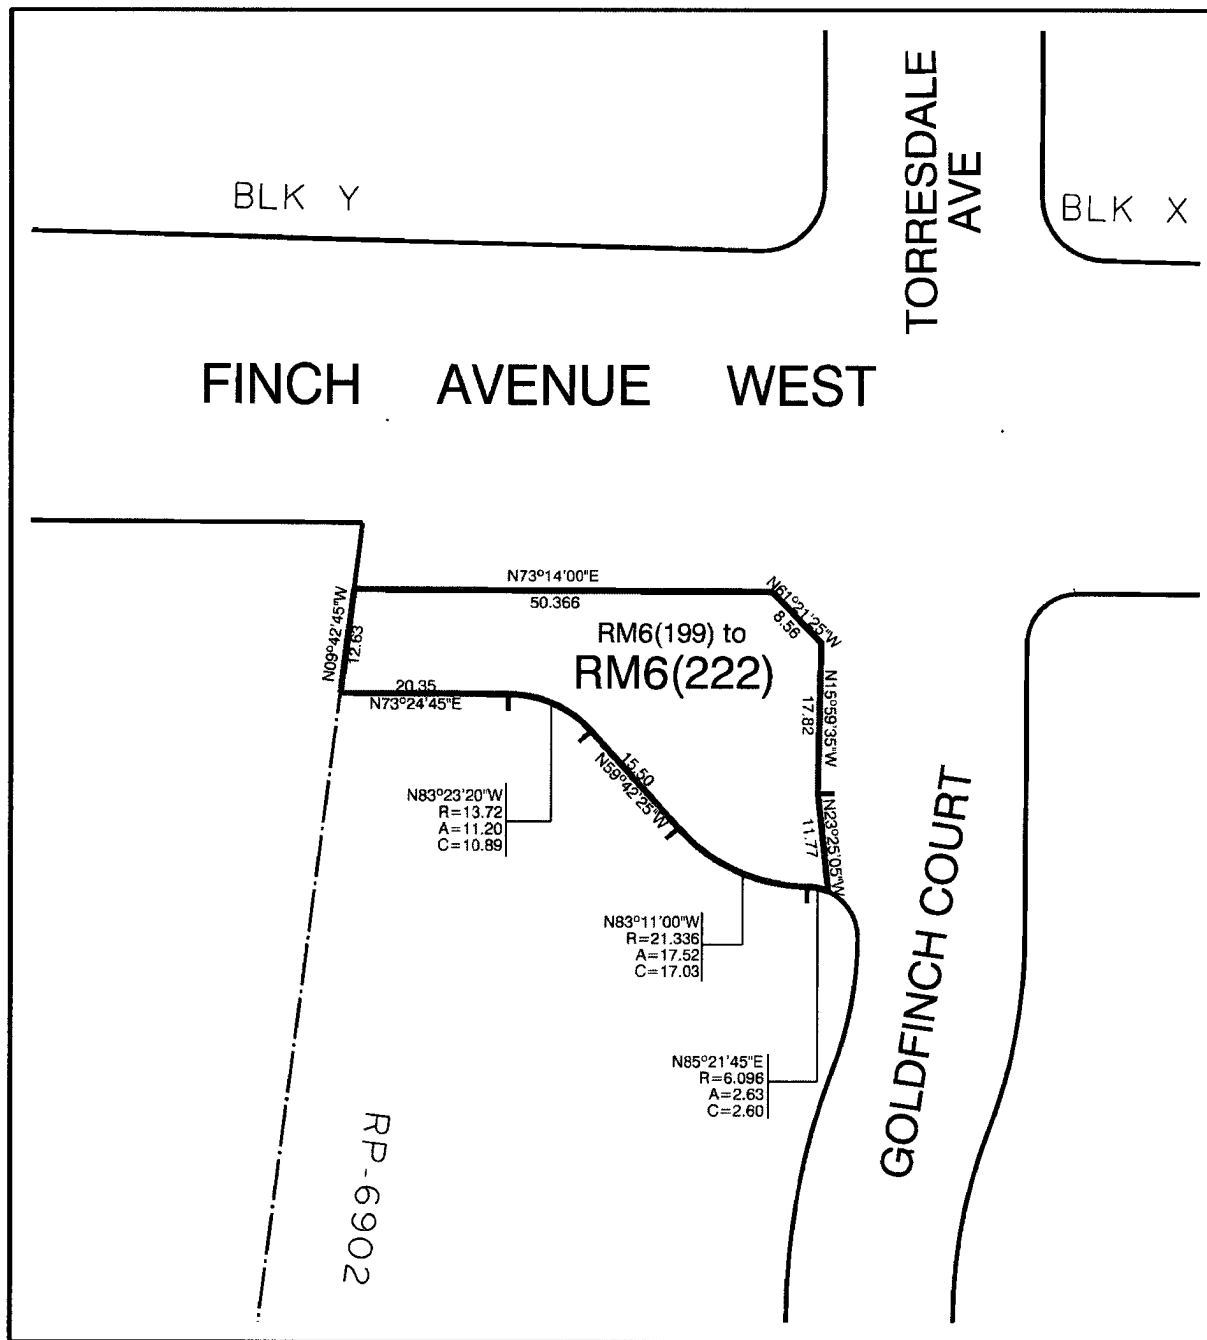 TORRESDALE
AVE
BLK Y
BLK X
FINCH AVENUE WEST
N73°14'00"E
50.366
N61°21'25"W
8.56
N09°42'45"W
12.63
RM6(199) to
RM6(222)
20.35
N73°24'45"E
N15°59'35"W
17.82
15.50
N59°42'25"W
N83°23'20"W
R=13.72
A=11.20
C=10.89
N23°25'05"W
11.77
N83°11'00"W
R=21.336
A=17.52
C=17.03
N85°21'45"E
R=6.096
A=2.63
C=2.60
GOLDFINCH COURT
RP-6902